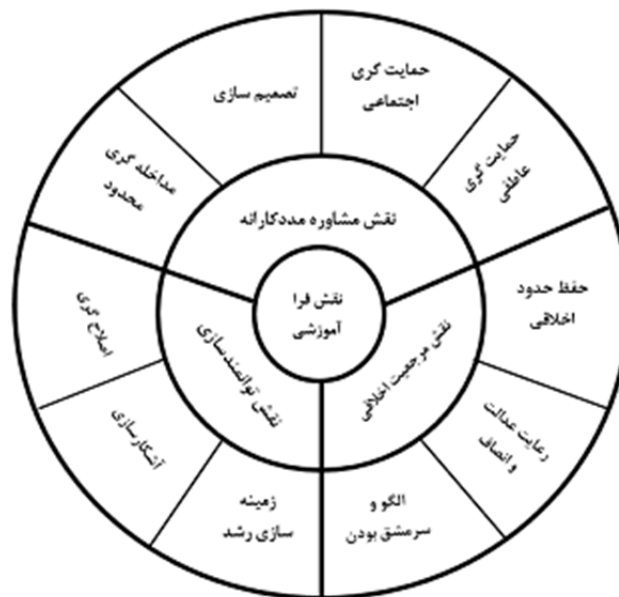 حمایت گری
اجتماعی
تصمیم سازی
حمایت گری
عاطفی
مداخله گری
محدود
نقش مشاوره مددکارانه
نقش فرا
آموزشی
حفظ حدود
اخلاقی
نقش مرجعیت اخلاقی
نقش توانمندسازی
اصلاح گری
رعایت عدالت
و انصاف
آشکارسازی
الگو و
سرمشق بودن
زمینه
سازی رشد